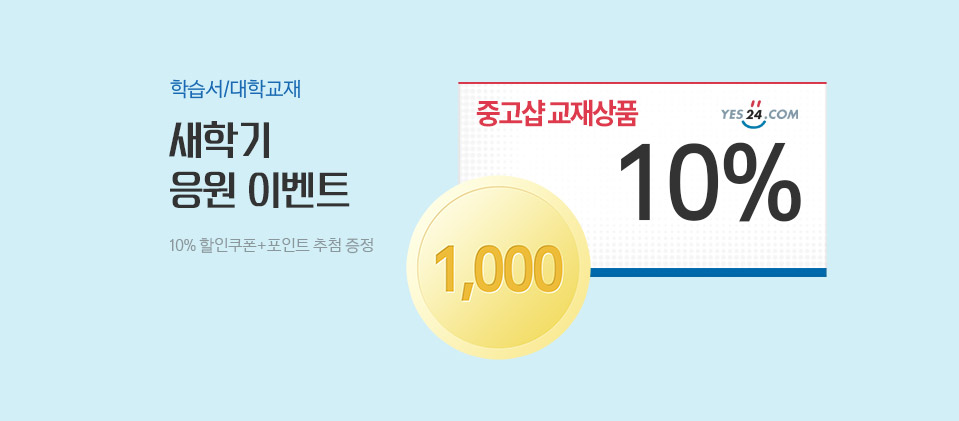 학습서/대학교재
새학기
응원 이벤트
10% 할인쿠폰+포인트 추첨 증정
중고샵 교재상품
YES24.COM
10%
1,000